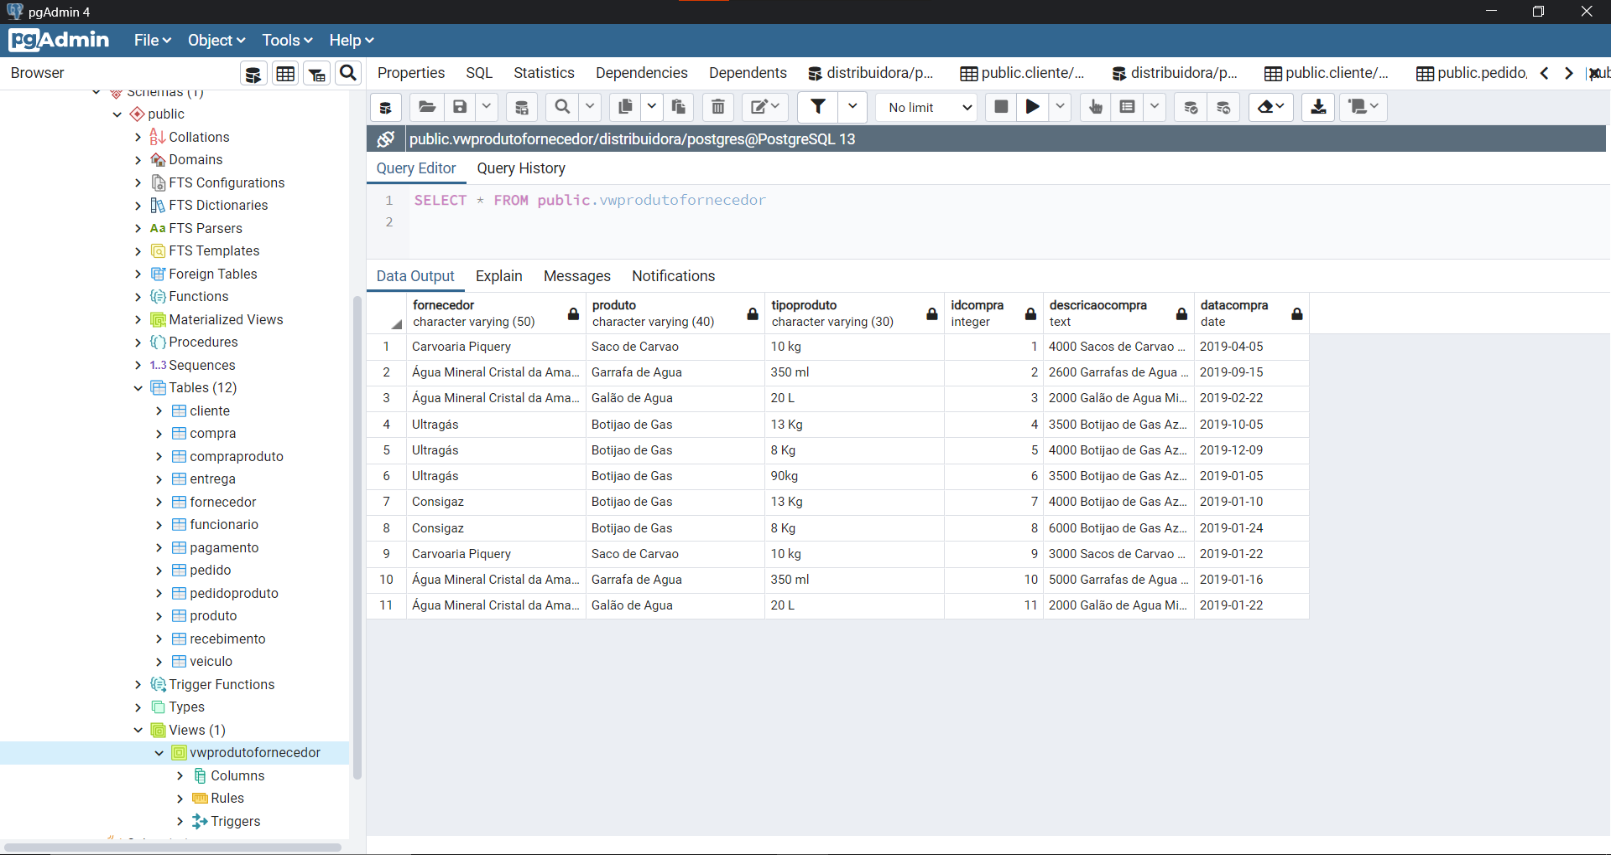 pgAdmin 4
pgAdmin File Object Tools Help
Browser
Properties SQL Statistics Dependencies Dependents distribuidora/p... public.cliente/... distribuidora/p... public.cliente/... public.pedido.
Schemas (1)
public
Collations
Domains
FTS Configurations
FTS Dictionaries
FTS Parsers
FTS Templates
Foreign Tables
Functions
Materialized Views
Procedures
1..3 Sequences
Tables (12)
cliente
compra
compraproduto
entrega
fornecedor
funcionario
pagamento
pedido
pedidoproduto
produto
recebimento
veiculo
Trigger Functions
Types
Views (1)
vwprodutofornecedor
Columns
Rules
Triggers
No limit
public.vwprodutofornecedor/distribuidora/postgres@PostgreSQL 13
Query Editor Query History
1 SELECT * FROM public.vwprodutofornecedor
2
Data Output Explain Messages Notifications
fornecedor produto tipoproduto idcompra descricaocompra datacompra
character varying (50) character varying (40) character varying (30) integer text date
1 Carvoaria Piquery Saco de Carvao 10 kg 1 4000 Sacos de Carvao ... 2019-04-05
2 Água Mineral Cristal da Ama... Garrafa de Agua 350 ml 2 2600 Garrafas de Agua ... 2019-09-15
3 Água Mineral Cristal da Ama... Galão de Agua 20 L 3 2000 Galão de Agua Mi... 2019-02-22
4 Ultragás Botijao de Gas 13 Kg 4 3500 Botijao de Gas Az... 2019-10-05
5 Ultragás Botijao de Gas 8 Kg 5 4000 Botijao de Gas Az... 2019-12-09
6 Ultragás Botijao de Gas 90kg 6 3500 Botijao de Gas Az... 2019-01-05
7 Consigaz Botijao de Gas 13 Kg 7 4000 Botijao de Gas Az... 2019-01-10
8 Consigaz Botijao de Gas 8 Kg 8 6000 Botijao de Gas Az... 2019-01-24
9 Carvoaria Piquery Saco de Carvao 10 kg 9 3000 Sacos de Carvao ... 2019-01-22
10 Água Mineral Cristal da Ama... Garrafa de Agua 350 ml 10 5000 Garrafas de Agua ... 2019-01-16
11 Água Mineral Cristal da Ama... Galão de Agua 20 L 11 2000 Galão de Agua Mi... 2019-01-22